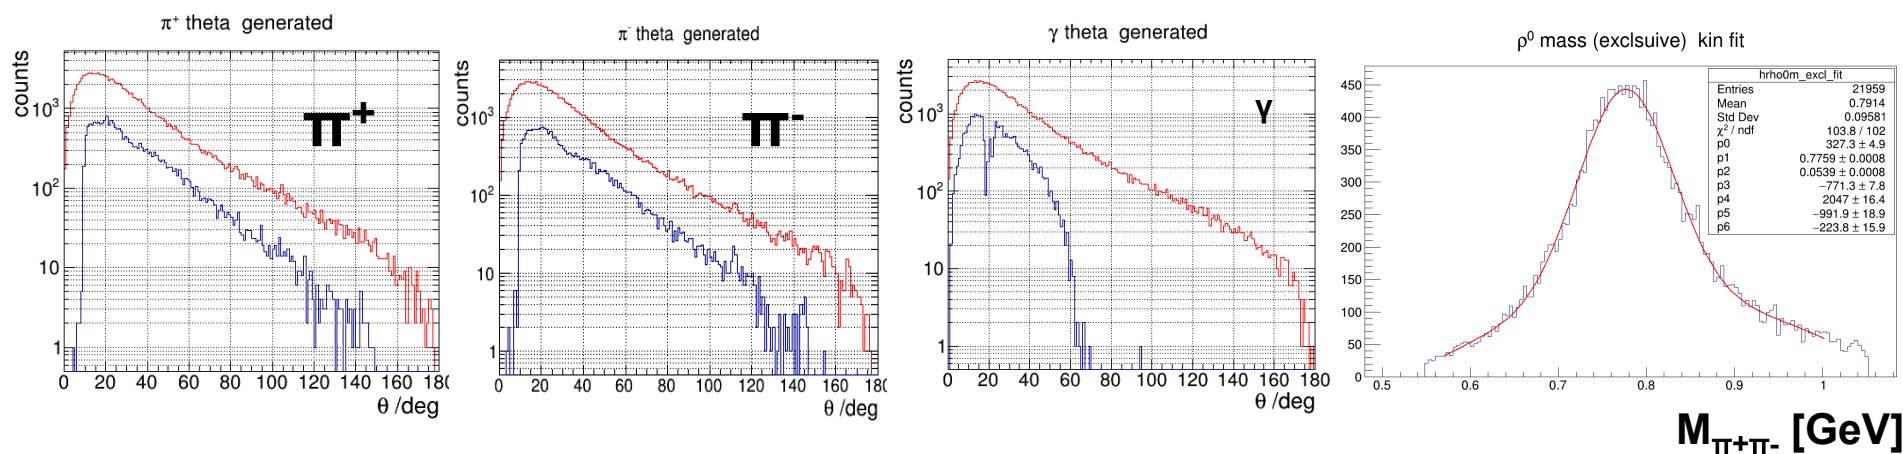 π⁺ theta generated
counts
π⁺
10³
10²
10
1
0 20 40 60 80 100 120 140 160 180
θ /deg
π⁻ theta generated
counts
π⁻
10³
10²
10
1
0 20 40 60 80 100 120 140 160 180
θ /deg
γ theta generated
counts
γ
10³
10²
10
1
0 20 40 60 80 100 120 140 160 180
θ /deg
ρ⁰ mass (exclsuive) kin fit
hrho0m_excl_fit
Entries 21959
Mean 0.7914
Std Dev 0.09581
χ² / ndf 103.8 / 102
p0 327.3 ± 4.9
p1 0.7759 ± 0.0008
p2 0.0539 ± 0.0008
p3 −771.3 ± 7.8
p4 2047 ± 16.4
p5 −991.9 ± 18.9
p6 −223.8 ± 15.9
450
400
350
300
250
200
150
100
50
0
0.5 0.6 0.7 0.8 0.9 1
Mπ+π- [GeV]